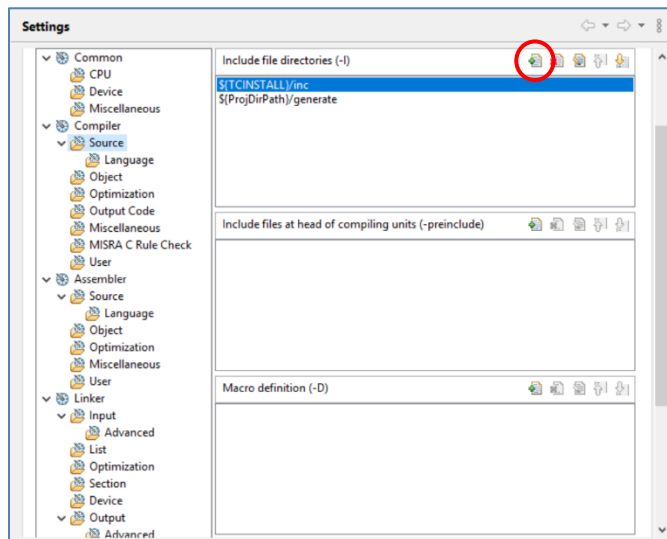 Settings
Common
CPU
Device
Miscellaneous
Compiler
Source
Language
Object
Optimization
Output Code
Miscellaneous
MISRA C Rule Check
User
Assembler
Source
Language
Object
Optimization
Miscellaneous
User
Linker
Input
Advanced
List
Optimization
Section
Device
Output
Advanced
Include file directories (-I)
${TCINSTALL}/inc
${ProjDirPath}/generate
Include files at head of compiling units (-preinclude)
Macro definition (-D)